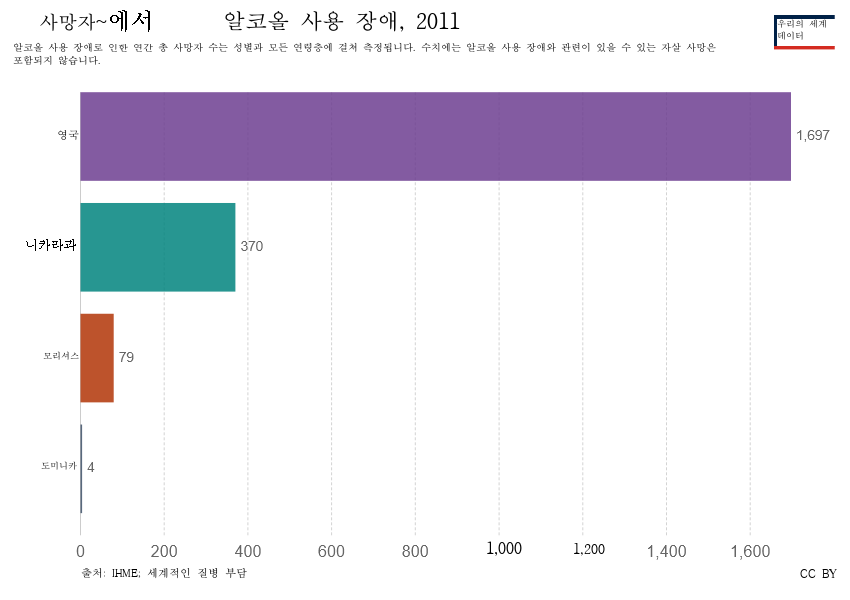 사망자~에서 알코올 사용 장애, 2011
우리의 세계
데이터
알코올 사용 장애로 인한 연간 총 사망자 수는 성별과 모든 연령층에 걸쳐 측정됩니다. 수치에는 알코올 사용 장애와 관련이 있을 수 있는 자살 사망은
포함되지 않습니다.
영국 1,697
니카라과 370
모리셔스 79
도미니카 4
0 200 400 600 800 1,000 1,200 1,400 1,600
출처: IHME; 세계적인 질병 부담 CC BY